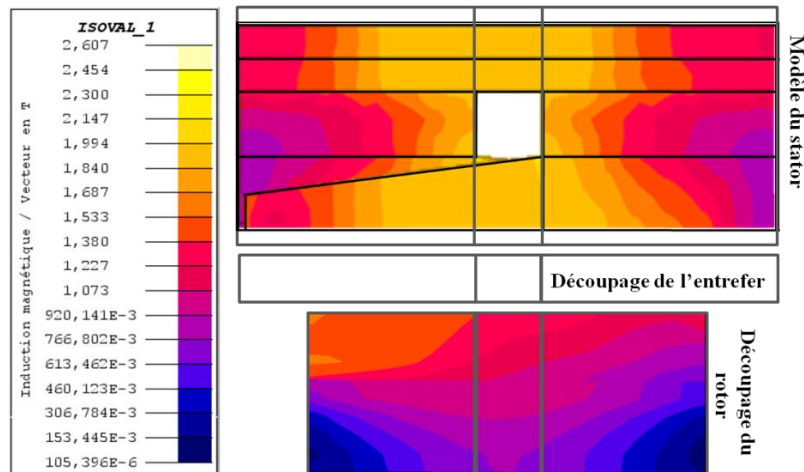 ISOVAL_1
2,607
2,454
2,300
2,147
1,994
1,840
1,687
1,533
1,380
1,227
1,073
920,141E-3
766,802E-3
613,462E-3
460,123E-3
306,784E-3
153,445E-3
105,396E-6
Induction magnétique / Vecteur en T
Modèle du stator
Découpage de l’entrefer
Découpage du
rotor